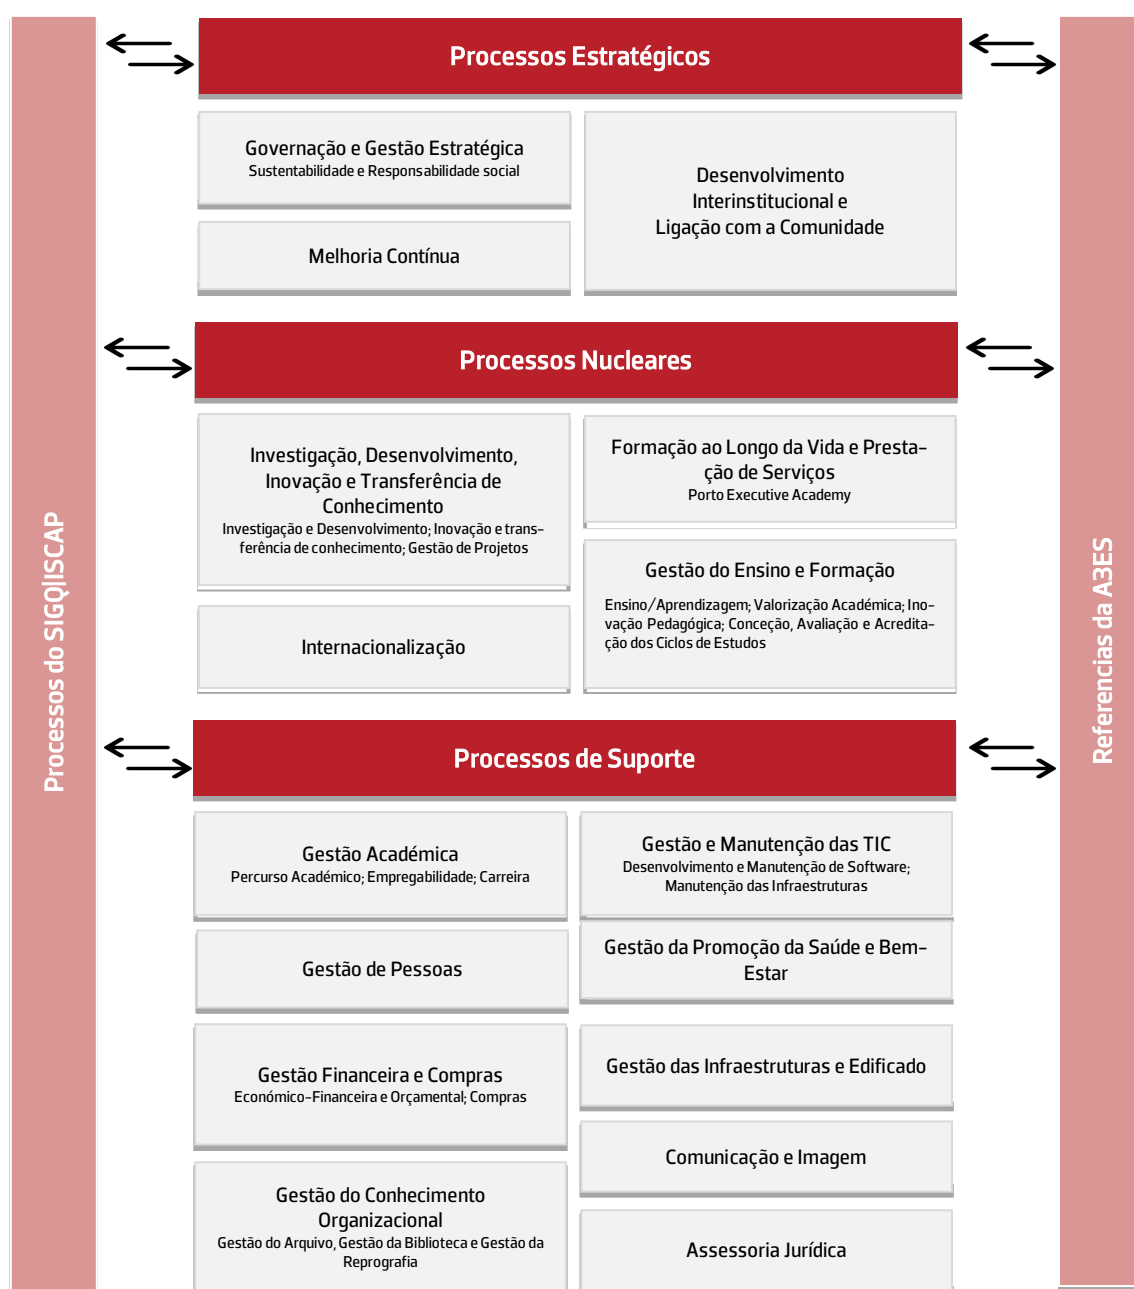 Processos do SIGQ|ISCAP
Processos Estratégicos
Governação e Gestão Estratégica
Sustentabilidade e Responsabilidade social
Melhoria Contínua
Desenvolvimento
Interinstitucional e
Ligação com a Comunidade
Processos Nucleares
Investigação, Desenvolvimento,
Inovação e Transferência de
Conhecimento
Investigação e Desenvolvimento; Inovação e trans-
ferência de conhecimento; Gestão de Projetos
Internacionalização
Formação ao Longo da Vida e Presta-
ção de Serviços
Porto Executive Academy
Gestão do Ensino e Formação
Ensino/Aprendizagem; Valorização Académica; Ino-
vação Pedagógica; Conceção, Avaliação e Acredita-
ção dos Ciclos de Estudos
Processos de Suporte
Gestão Académica
Percurso Académico; Empregabilidade; Carreira
Gestão de Pessoas
Gestão Financeira e Compras
Económico-Financeira e Orçamental; Compras
Gestão do Conhecimento
Organizacional
Gestão do Arquivo, Gestão da Biblioteca e Gestão da
Reprografia
Gestão e Manutenção das TIC
Desenvolvimento e Manutenção de Software;
Manutenção das Infraestruturas
Gestão da Promoção da Saúde e Bem-
Estar
Gestão das Infraestruturas e Edificado
Comunicação e Imagem
Assessoria Jurídica
Referencias da A3ES